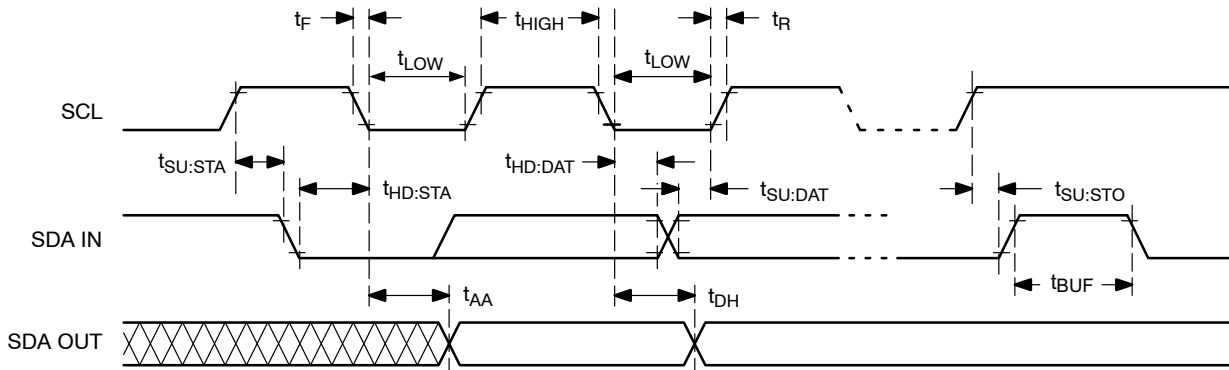 tF
tHIGH
tR
tLOW
tLOW
SCL
tSU:STA
tHD:STA
tHD:DAT
tSU:DAT
tSU:STO
SDA IN
tBUF
tAA
tDH
SDA OUT